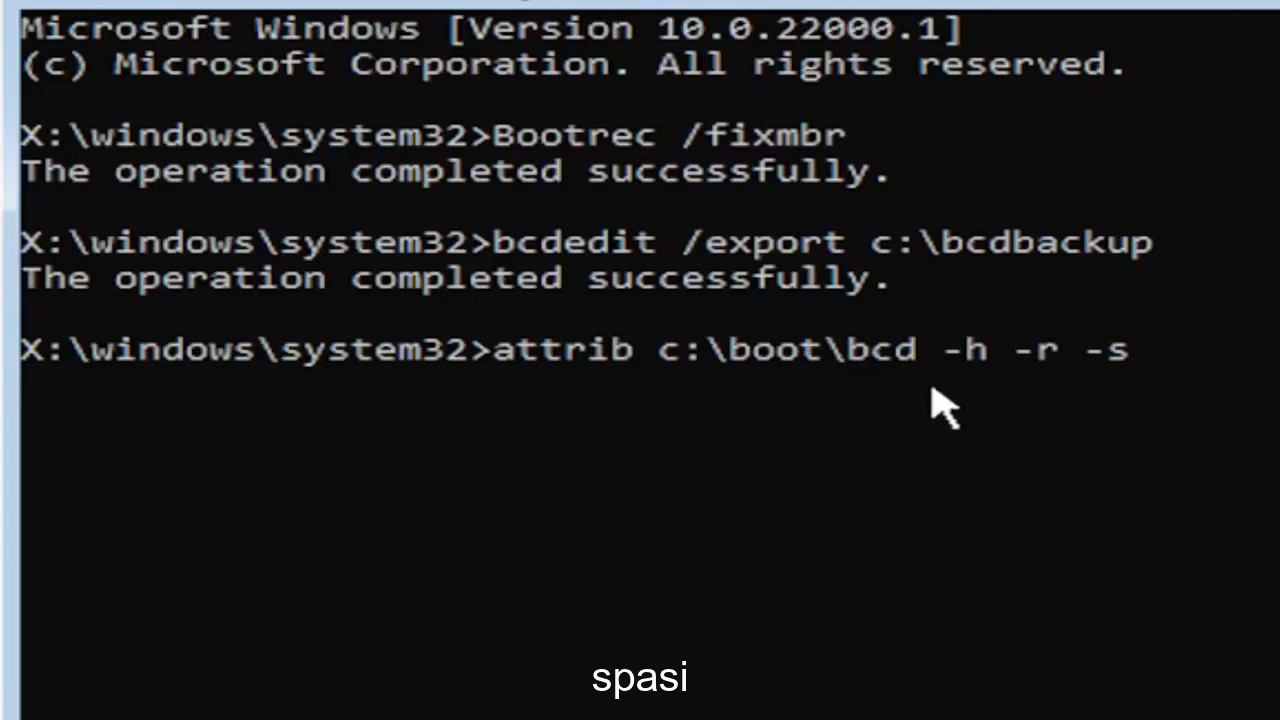 Microsoft Windows [Version 10.0.22000.1]
(c) Microsoft Corporation. All rights reserved.
X:\windows\system32>Bootrec /fixmbr
The operation completed successfully.
X:\windows\system32>bcdedit /export c:\bcdbackup
The operation completed successfully.
X:\windows\system32>attrib c:\boot\bcd -h -r -s
spasi